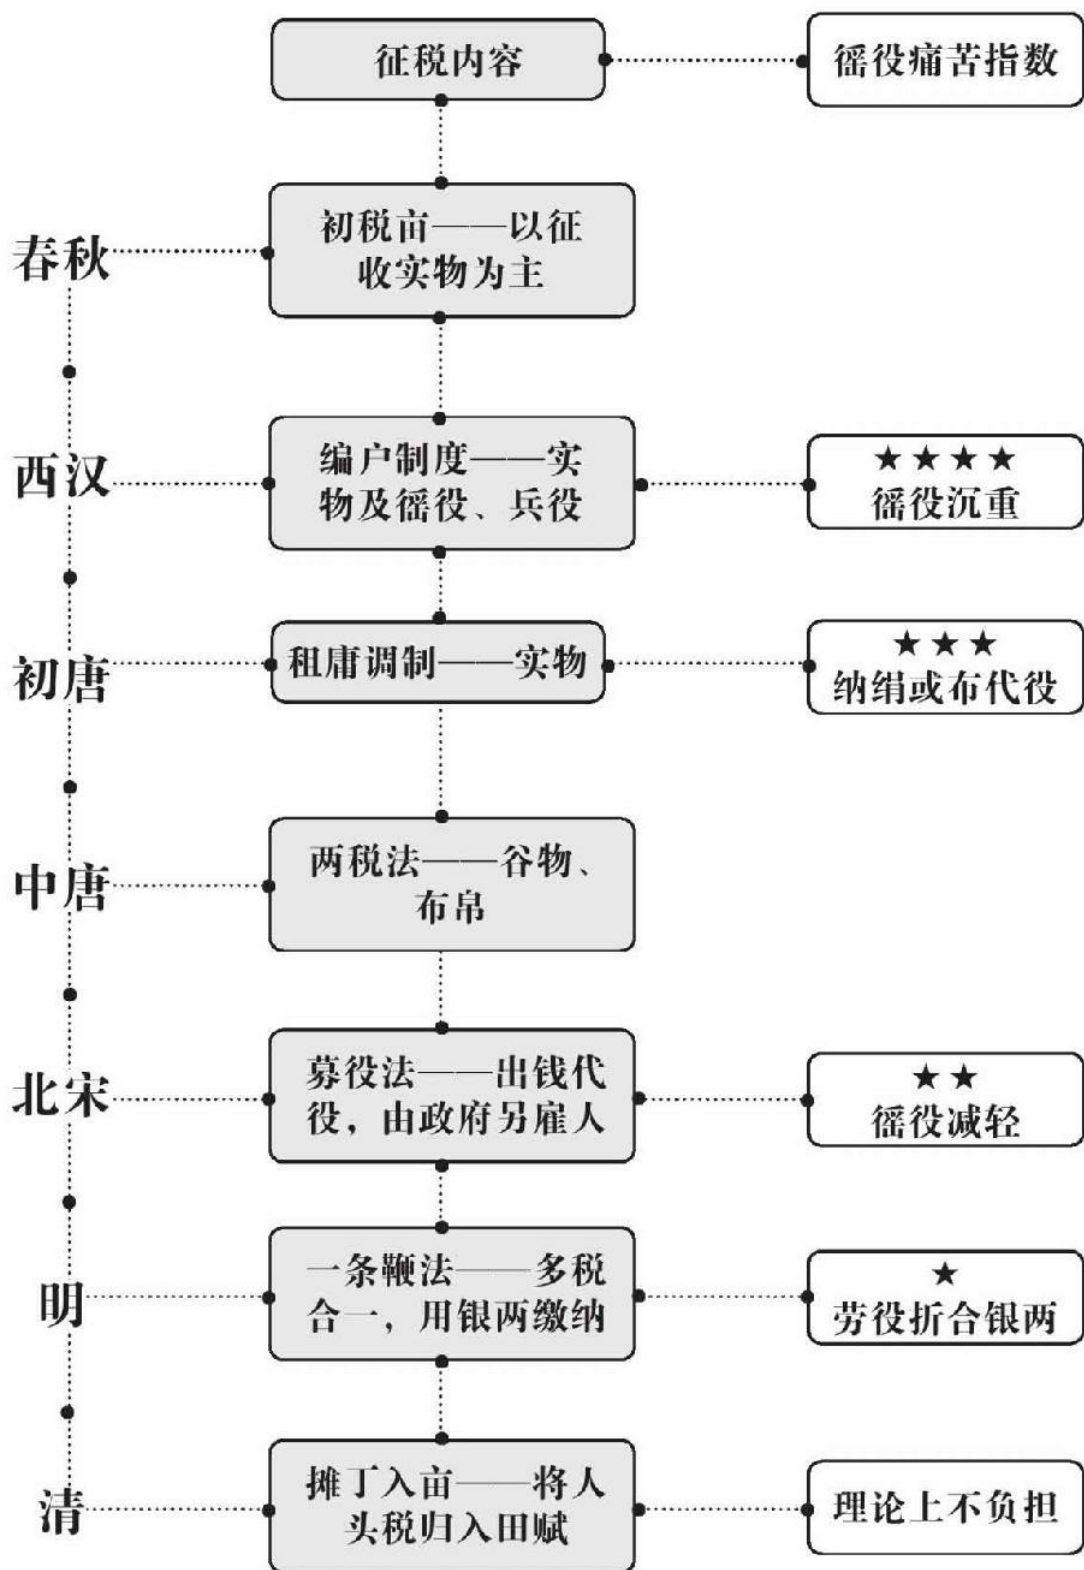 征税内容
徭役痛苦指数
春秋
初税亩——以征
收实物为主
西汉
编户制度——实
物及徭役、兵役
★★★★
徭役沉重
初唐
租庸调制——实物
★★★
纳绢或布代役
中唐
两税法——谷物、
布帛
北宋
募役法——出钱代
役，由政府另雇人
★★
徭役减轻
明
一条鞭法——多税
合一，用银两缴纳
★
劳役折合银两
清
摊丁入亩——将人
头税归入田赋
理论上不负担